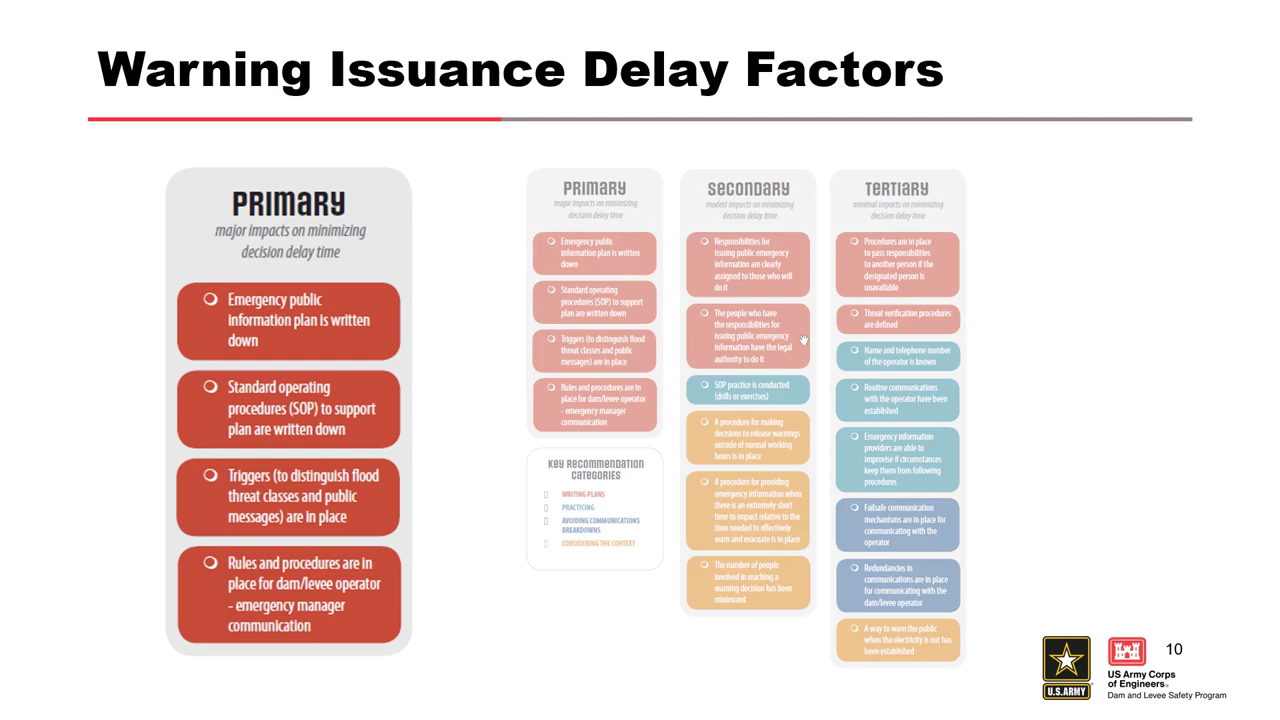 Warning Issuance Delay Factors
PRIMARY
major impacts on minimizing
decision delay time
Emergency public
information plan is written
down
Standard operating
procedures (SOP) to support
plan are written down
Triggers (to distinguish flood
threat classes and public
messages) are in place
Rules and procedures are in
place for dam/levee operator
- emergency manager
communication
PRIMARY
major impacts on minimizing
decision delay time
Emergency public
information plan is written
down
Standard operating
procedures (SOP) to support
plan are written down
Triggers (to distinguish flood
threat classes and public
messages) are in place
Rules and procedures are in
place for dam/levee operator
- emergency manager
communication
Key Recommendation
Categories
WRITING PLANS
PRACTICING
AVOIDING COMMUNICATIONS
BREAKDOWNS
CONSIDERING THE CONTEXT
SECONDARY
modest impacts on minimizing
decision delay time
Responsibilities for
issuing public emergency
information are clearly
assigned to those who will
do it
The people who have
the responsibilities for
issuing public emergency
information have the legal
authority to do it
SOP practice is conducted
(drills or exercises)
A procedure for making
decisions to release warnings
outside of normal working
hours is in place
A procedure for providing
emergency information when
there is an extremely short
time to impact relative to the
time needed to effectively
warn and evacuate is in place
The number of people
involved in reaching a
warning decision has been
minimized
TERTIARY
minimal impacts on minimizing
decision delay time
Procedures are in place
to pass responsibilities
to another person if the
designated person is
unavailable
Threat verification procedures
are defined
Name and telephone number
of the operator is known
Routine communications
with the operator have been
established
Emergency information
providers are able to
improvise if circumstances
keep them from following
procedures
Failsafe communication
mechanisms are in place for
communicating with the
operator
Redundancies in
communications are in place
for communicating with the
dam/levee operator
A way to warn the public
when the electricity is out has
been established
U.S.ARMY
US Army Corps
of Engineers®
Dam and Levee Safety Program
10